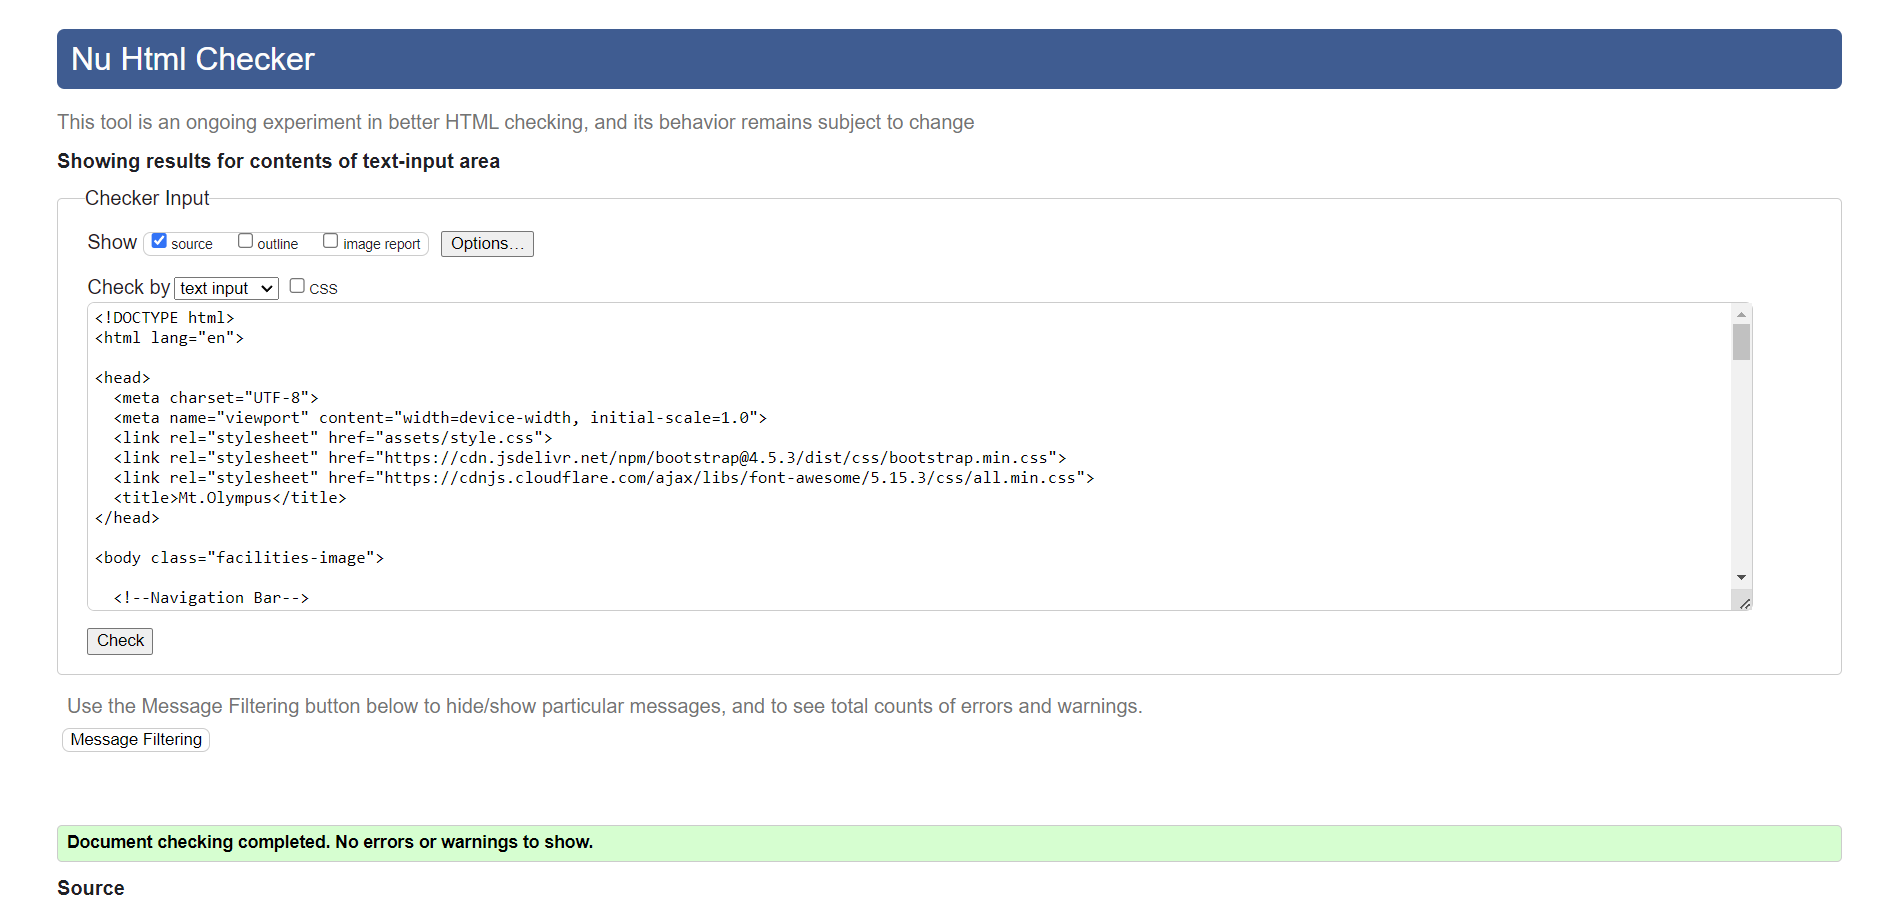 Nu Html Checker
This tool is an ongoing experiment in better HTML checking, and its behavior remains subject to change
Showing results for contents of text-input area
Checker Input
Show source outline image report Options...
Check by text input CSS
<!DOCTYPE html>
<html lang="en">
<head>
<meta charset="UTF-8">
<meta name="viewport" content="width=device-width, initial-scale=1.0">
<link rel="stylesheet" href="assets/style.css">
<link rel="stylesheet" href="https://cdn.jsdelivr.net/npm/bootstrap@4.5.3/dist/css/bootstrap.min.css">
<link rel="stylesheet" href="https://cdnjs.cloudflare.com/ajax/libs/font-awesome/5.15.3/css/all.min.css">
<title>Mt.Olympus</title>
</head>
<body class="facilities-image">
<!--Navigation Bar-->
Check
Use the Message Filtering button below to hide/show particular messages, and to see total counts of errors and warnings.
Message Filtering
Document checking completed. No errors or warnings to show.
Source